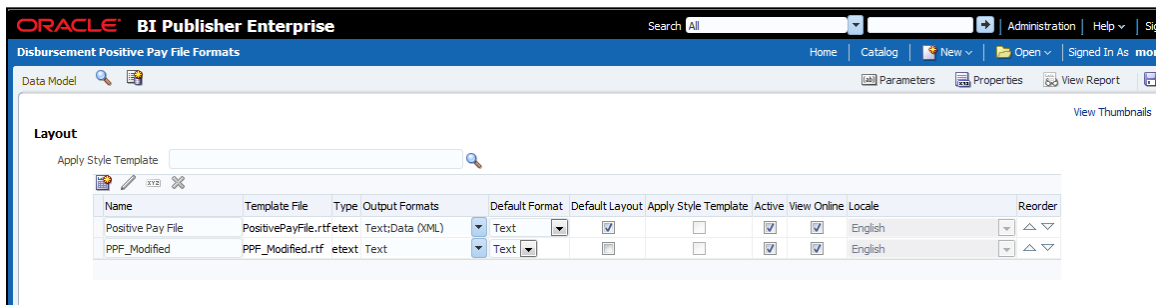 ORACLE BI Publisher Enterprise Search All Administration Help
Disbursement Positive Pay File Formats Home Catalog New Open Signed In As
Data Model Parameters Properties View Report
View Thumbnails
Layout
Apply Style Template
XYZ
Name Template File Type Output Formats Default Format Default Layout Apply Style Template Active View Online Locale Reorder
Positive Pay File PositivePayFile.rtf etext Text;Data (XML) Text English
PPF_Modified PPF_Modified.rtf etext Text Text English